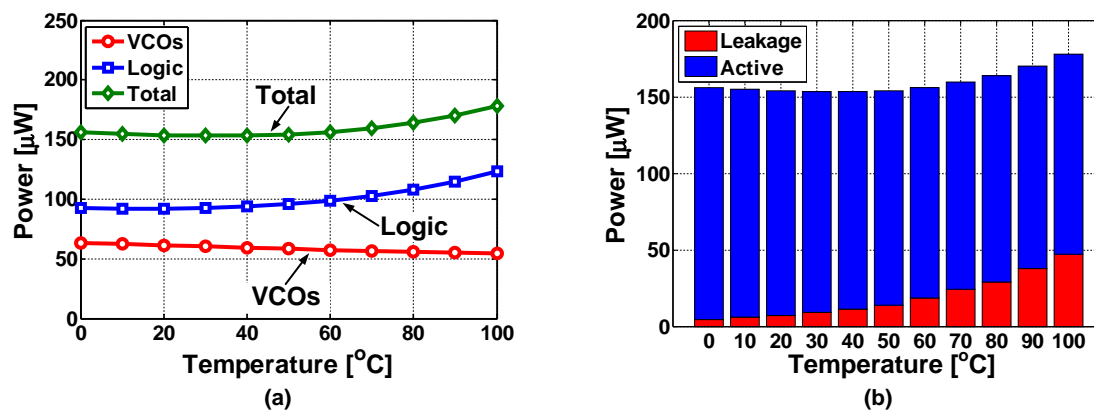 250
200
150
100
50
0
Power [μW]
VCOs
Logic
Total
Total
Logic
VCOs
0 20 40 60 80 100
Temperature [°C]
(a)
200
150
100
50
0
Power [μW]
Leakage
Active
0 10 20 30 40 50 60 70 80 90 100
Temperature [°C]
(b)